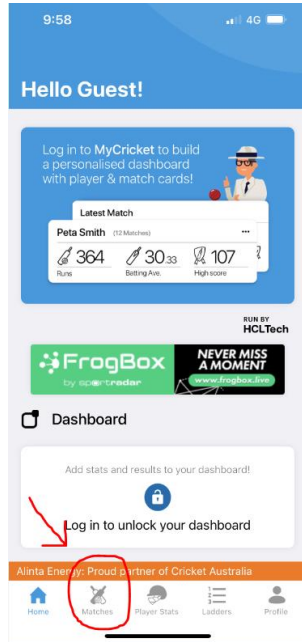 9:58
4G
Hello Guest!
Log in to MyCricket to build
a personalised dashboard
with player & match cards!
Latest Match
Peta Smith (12 Matches)
364
30.33
107
Runs
Batting Ave.
High score
RUN BY
HCLTech
FrogBox
by sportradar
NEVER MISS
A MOMENT
www.frogbox.live
Dashboard
Add stats and results to your dashboard!
Log in to unlock your dashboard
Alinta Energy: Proud partner of Cricket Australia
Home
Matches
Player Stats
Ladders
Profile